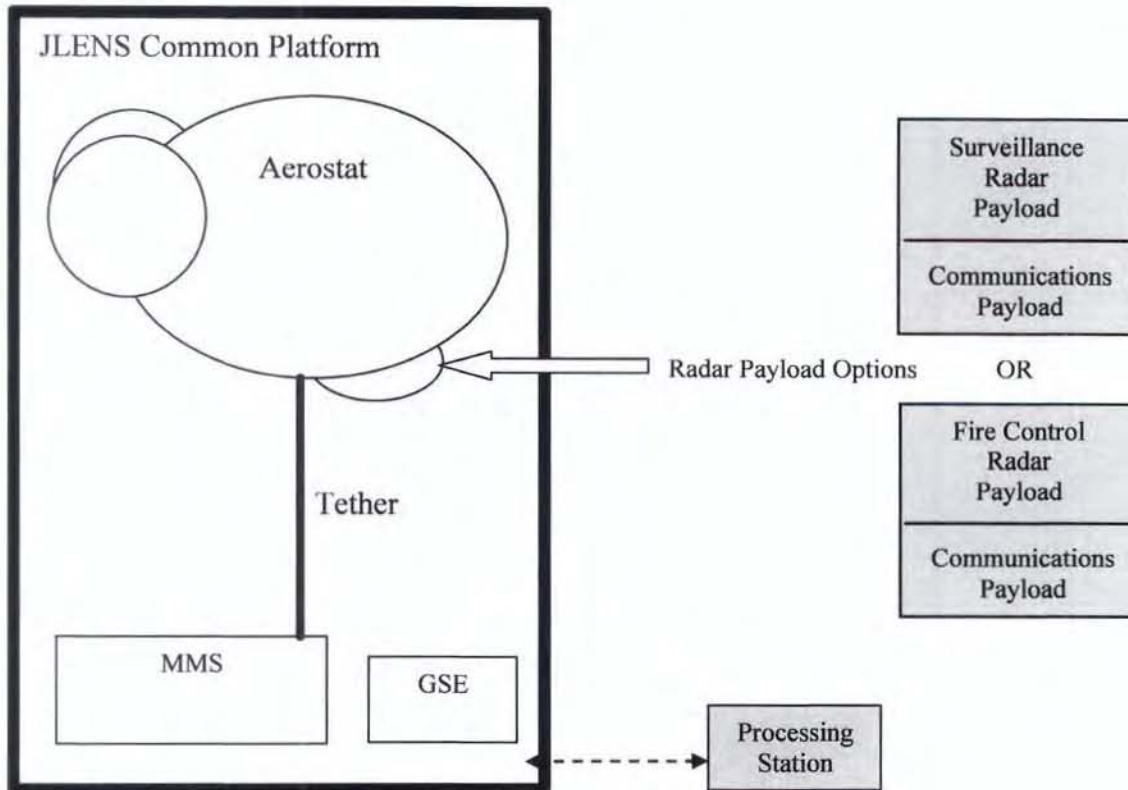 JLENS Common Platform
Aerostat
Tether
MMS
GSE
Radar Payload Options
Surveillance
Radar
Payload
Communications
Payload
OR
Fire Control
Radar
Payload
Communications
Payload
Processing
Station